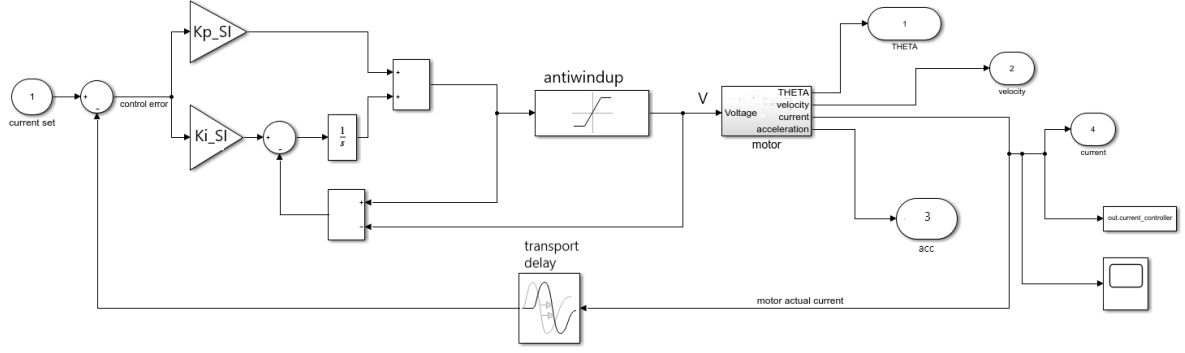 Kp_SI
1
current set
control error
Ki_SI
1
s
antiwindup
V
Voltage
THETA
velocity
current
acceleration
motor
1
THETA
2
velocity
4
current
3
acc
out.current_controller
transport
delay
motor actual current